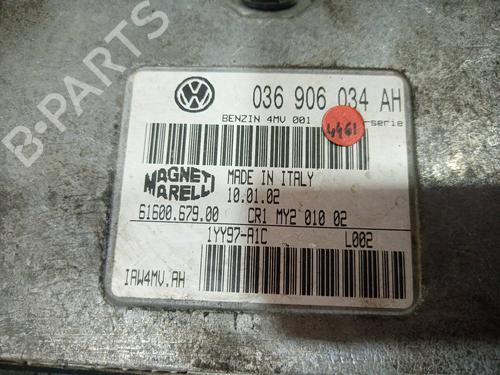 036 906 034 AH
BENZIN 4MV 001 -serie
4461
MAGNETI
MARELLI
MADE IN ITALY
10.01.02
61600.679.00 CR1 MY2 010 02
1YY97-A1C L002
IAW4MV.AH
B-PARTS